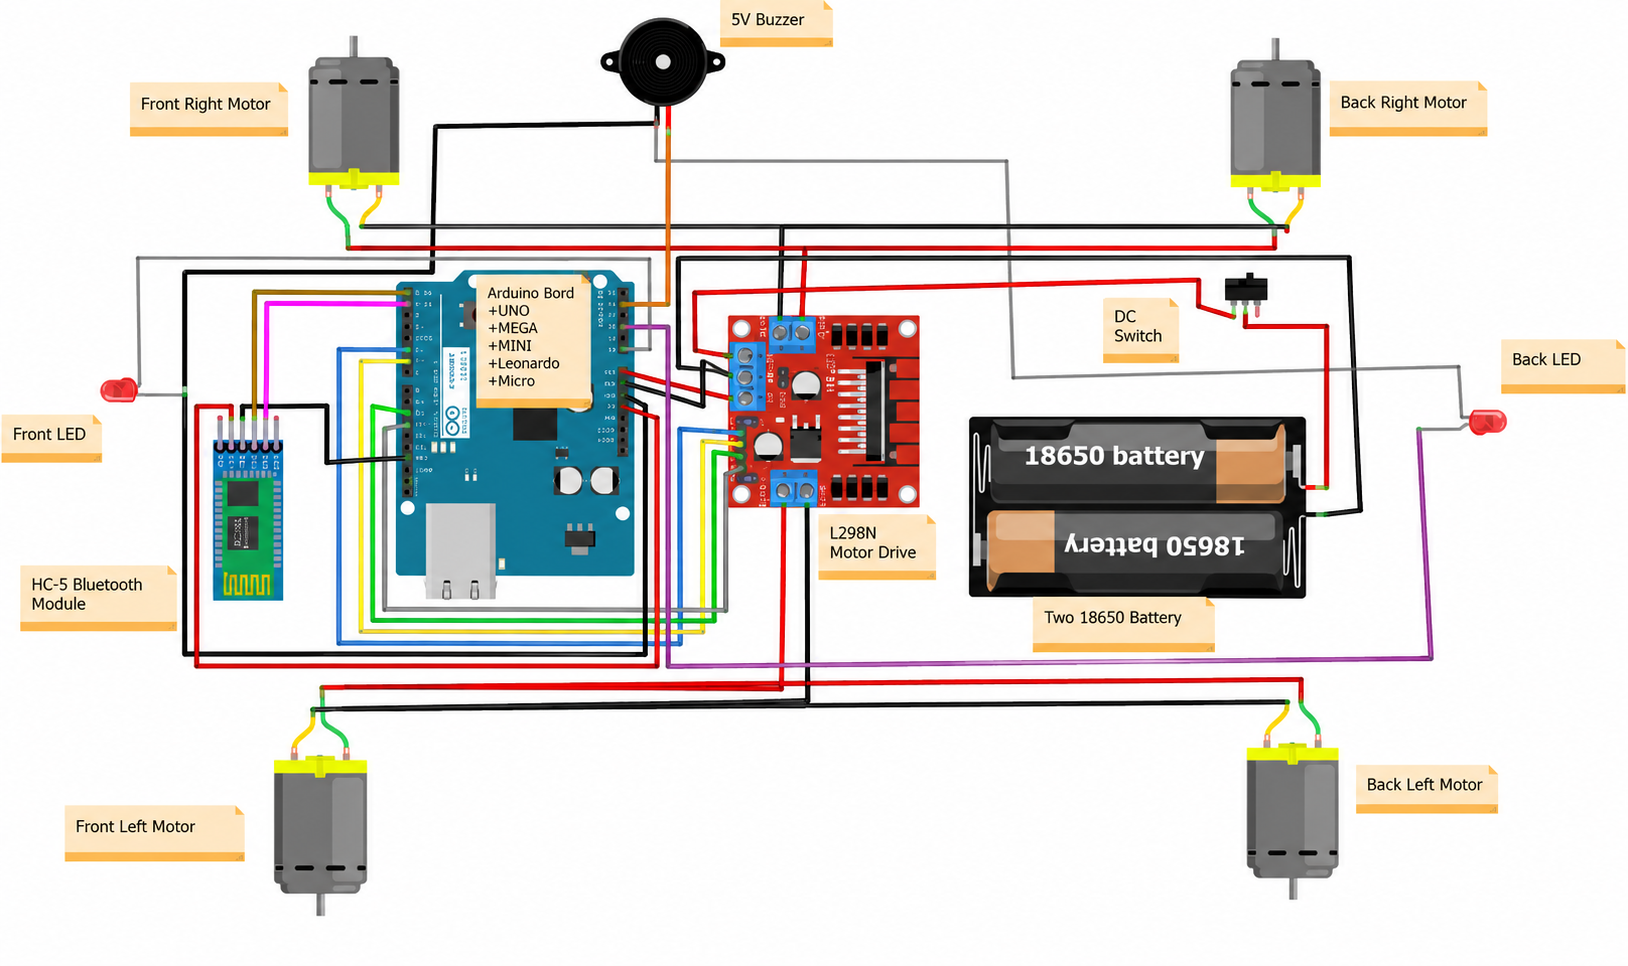 5V Buzzer
Front Right Motor
Back Right Motor
Arduino Bord
+UNO
+MEGA
+MINI
+Leonardo
+Micro
DC
Switch
Back LED
Front LED
18650 battery
18650 battery
L298N
Motor Drive
HC-5 Bluetooth
Module
Two 18650 Battery
Back Left Motor
Front Left Motor